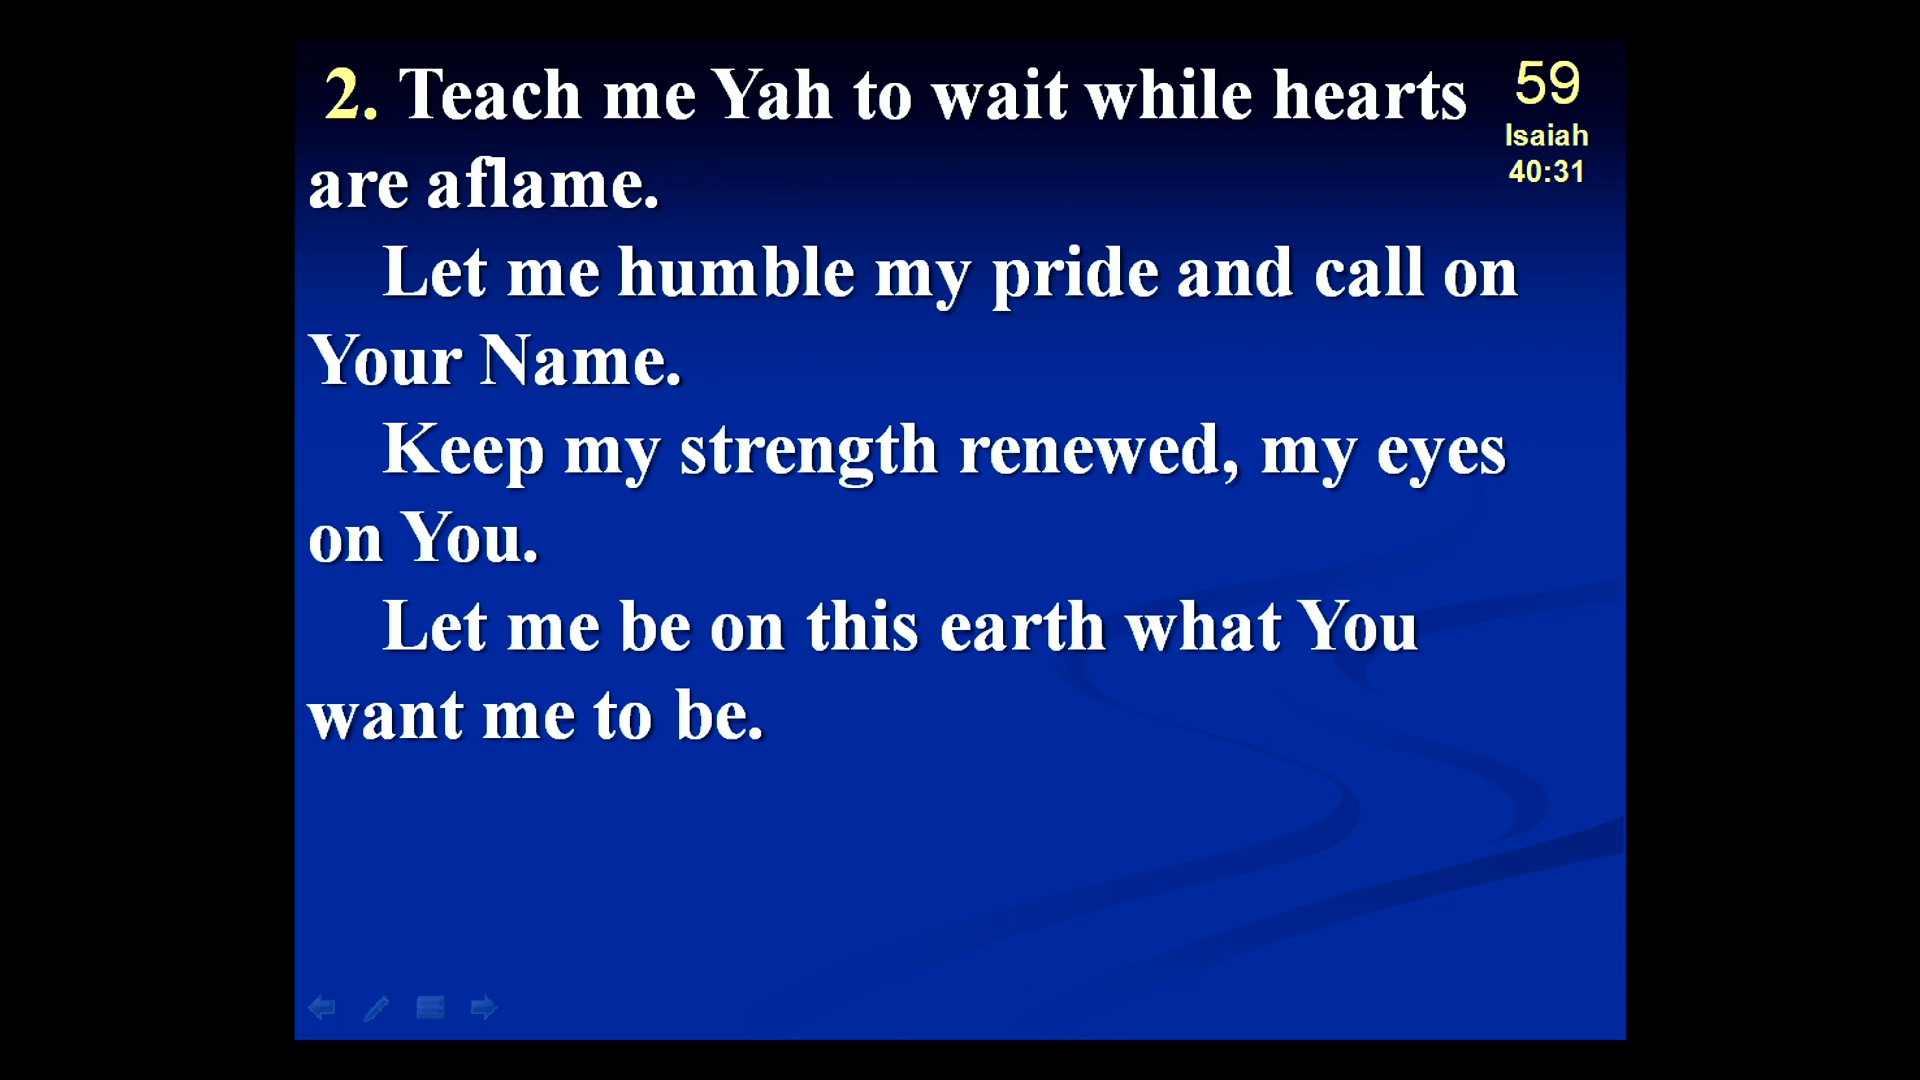 2. Teach me Yah to wait while hearts
are aflame.
Let me humble my pride and call on
Your Name.
Keep my strength renewed, my eyes
on You.
Let me be on this earth what You
want me to be.
59
Isaiah
40:31